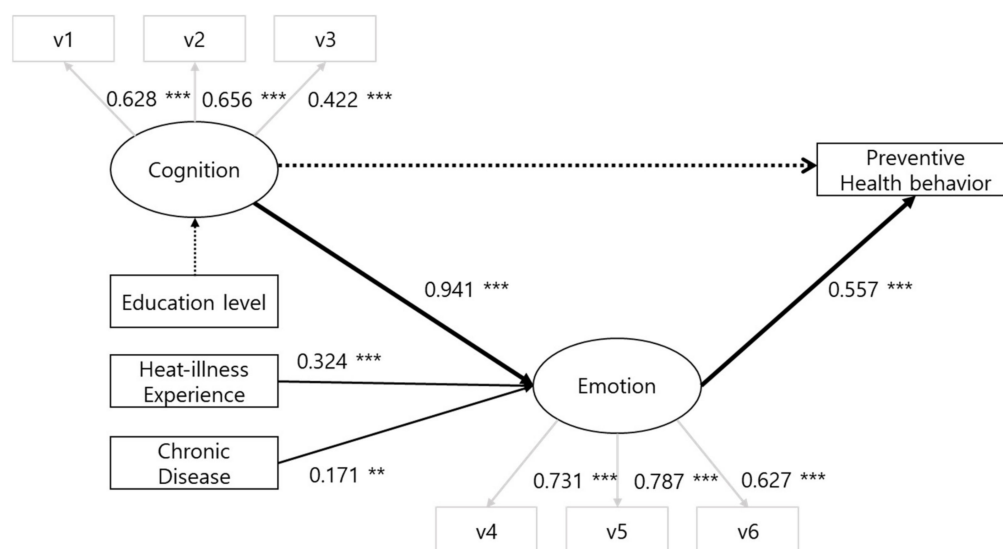 v1
v2
v3
0.628 ***
0.656 ***
0.422 ***
Cognition
Preventive
Health behavior
Education level
0.941 ***
0.557 ***
Heat-illness
Experience
0.324 ***
Emotion
Chronic
Disease
0.171 **
0.731 ***
0.787 ***
0.627 ***
v4
v5
v6